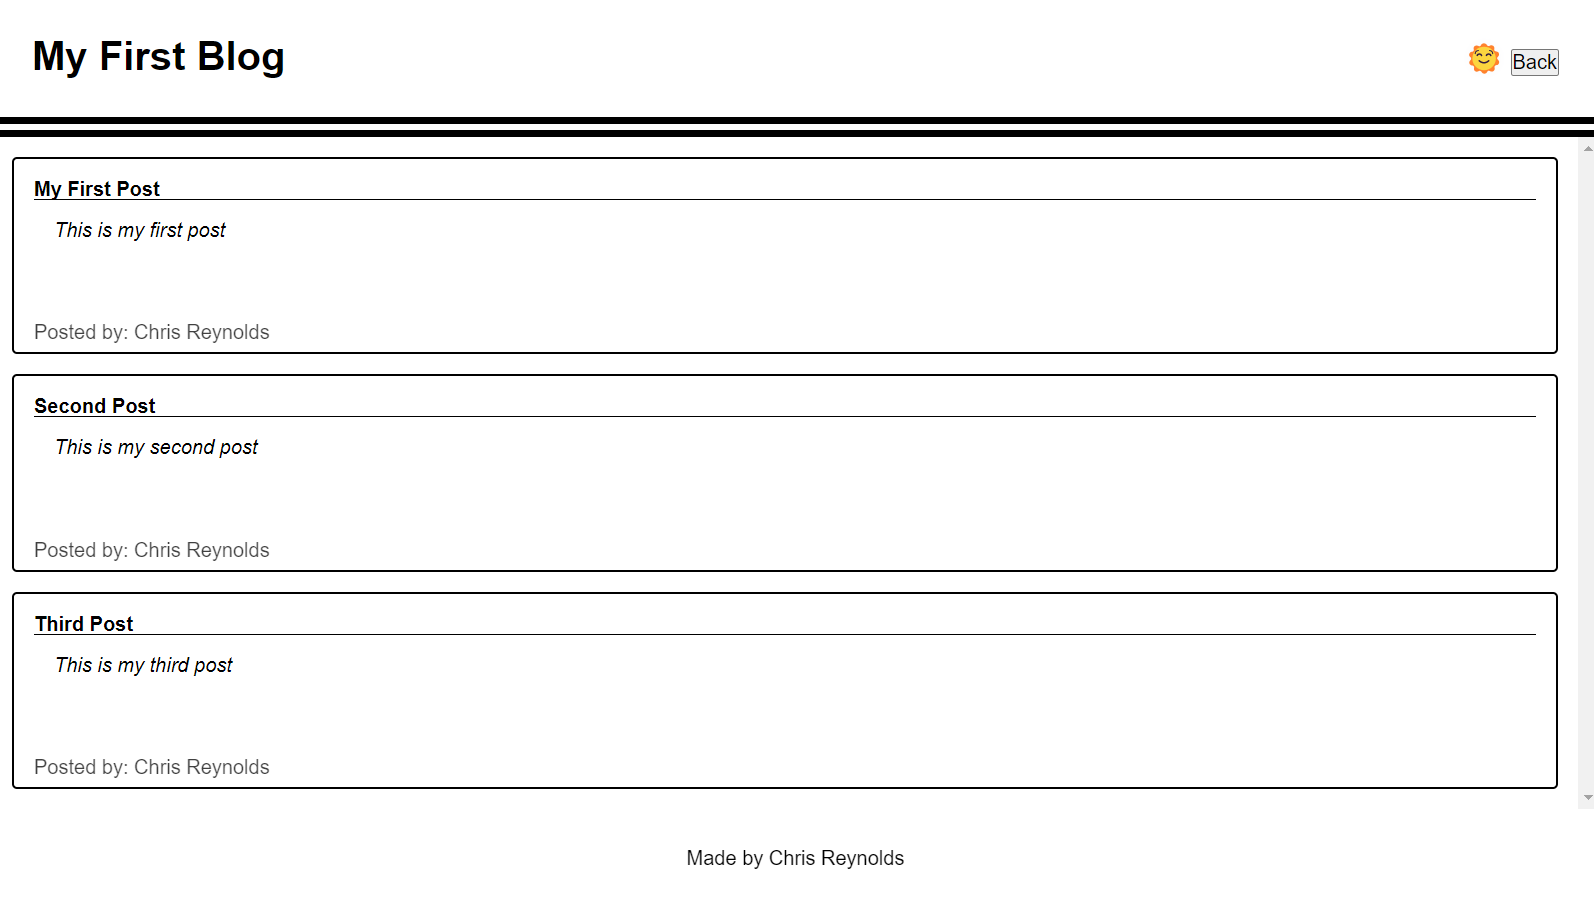 My First Blog
Back
My First Post
This is my first post
Posted by: Chris Reynolds
Second Post
This is my second post
Posted by: Chris Reynolds
Third Post
This is my third post
Posted by: Chris Reynolds
Made by Chris Reynolds